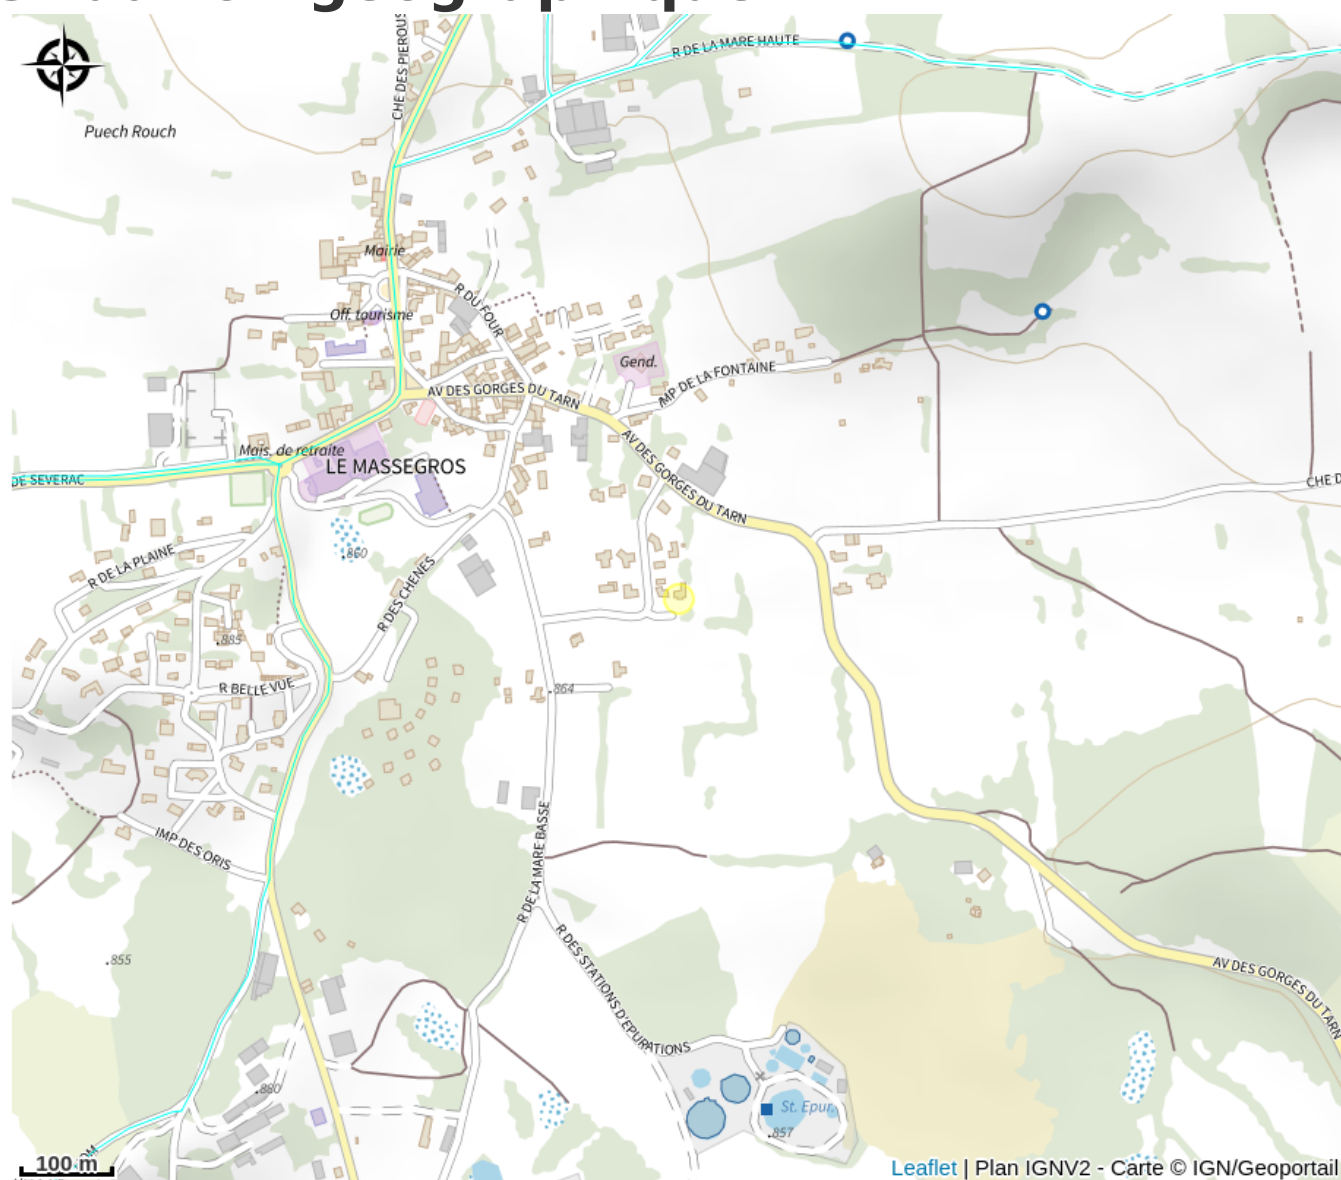 CHE DES PIEROUS
R DE LA MARE HAUTE
Puech Rouch
Gend.
Mairie
R DU FOUR
Off. tourisme
Gend.
IMP DE LA FONTAINE
AV DES GORGES DU TARN
Mais. de retraite
LE MASSEGROS
DE SEVERAC
AV DES GORGES DU TARN
CHE D
860
R DE LA PLAINE
R DES CHENES
885
R BELLE VUE
864
IMP DES ORIS
R DE LA MARE BASSE
R DES STATIONS D'EPURATIONS
855
AV DES GORGES DU TARN
880
St. Epur.
857
100 m
Leaflet | Plan IGNV2 - Carte © IGN/Geoportail